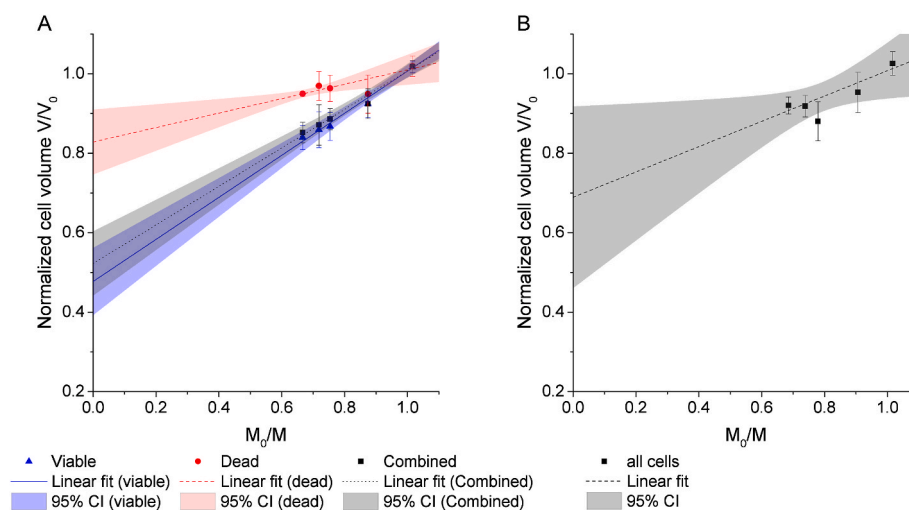 A
B
Normalized cell volume V/V₀
1.0
0.8
0.6
0.4
0.2
0.0 0.2 0.4 0.6 0.8 1.0
M₀/M
Normalized cell volume V/V₀
1.0
0.8
0.6
0.4
0.2
0.0 0.2 0.4 0.6 0.8 1.0
M₀/M
Viable Dead Combined all cells
Linear fit (viable) Linear fit (dead) Linear fit (Combined) Linear fit
95% CI (viable) 95% CI (dead) 95% CI (Combined) 95% CI